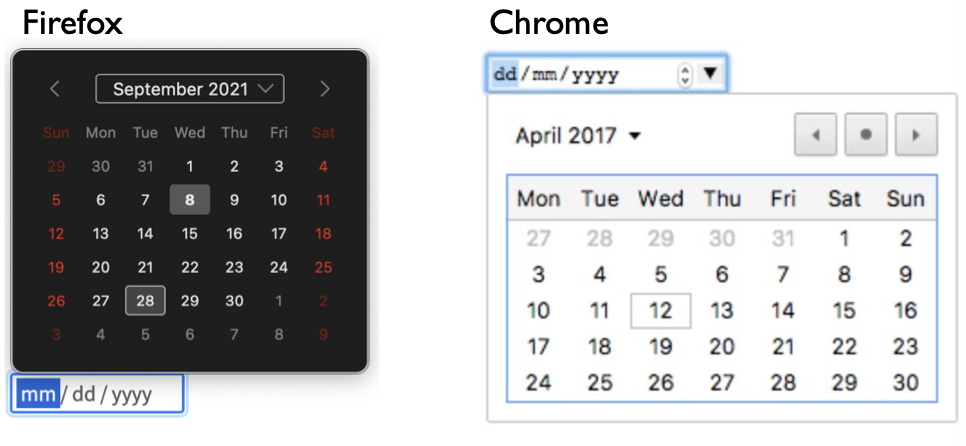 Firefox
September 2021
Sun Mon Tue Wed Thu Fri Sat
29 30 31 1 2 3 4
5 6 7 8 9 10 11
12 13 14 15 16 17 18
19 20 21 22 23 24 25
26 27 28 29 30 1 2
3 4 5 6 7 8 9
mm / dd / yyyy
Chrome
dd/mm/yyyy
April 2017
Mon Tue Wed Thu Fri Sat Sun
27 28 29 30 31 1 2
3 4 5 6 7 8 9
10 11 12 13 14 15 16
17 18 19 20 21 22 23
24 25 26 27 28 29 30